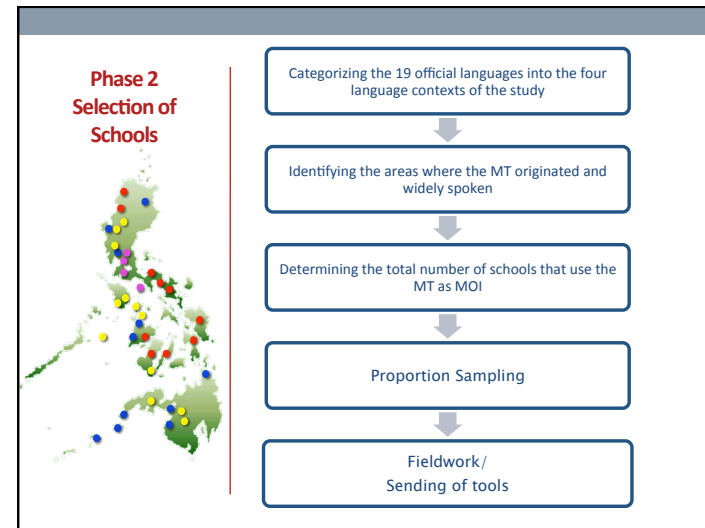 Phase 2
Selection of
Schools
Categorizing the 19 official languages into the four
language contexts of the study
Identifying the areas where the MT originated and
widely spoken
Determining the total number of schools that use the
MT as MOI
Proportion Sampling
Fieldwork/
Sending of tools